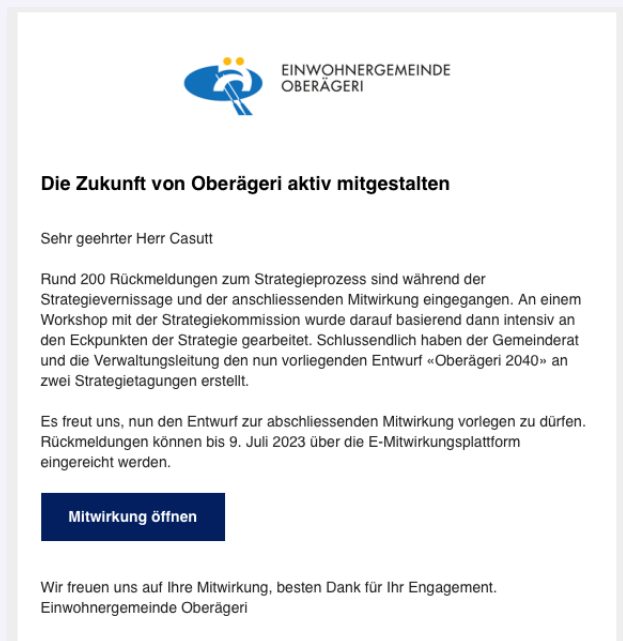 EINWOHNERGEMEINDE
OBERÄGERI
Die Zukunft von Oberägeri aktiv mitgestalten
Sehr geehrter Herr Casutt
Rund 200 Rückmeldungen zum Strategieprozess sind während der
Strategievernissage und der anschliessenden Mitwirkung eingegangen. An einem
Workshop mit der Strategiekommission wurde darauf basierend dann intensiv an
den Eckpunkten der Strategie gearbeitet. Schlussendlich haben der Gemeinderat
und die Verwaltungsleitung den nun vorliegenden Entwurf «Oberägeri 2040» an
zwei Strategietagungen erstellt.
Es freut uns, nun den Entwurf zur abschliessenden Mitwirkung vorlegen zu dürfen.
Rückmeldungen können bis 9. Juli 2023 über die E-Mitwirkungsplattform
eingereicht werden.
Mitwirkung öffnen
Wir freuen uns auf Ihre Mitwirkung, besten Dank für Ihr Engagement.
Einwohnergemeinde Oberägeri